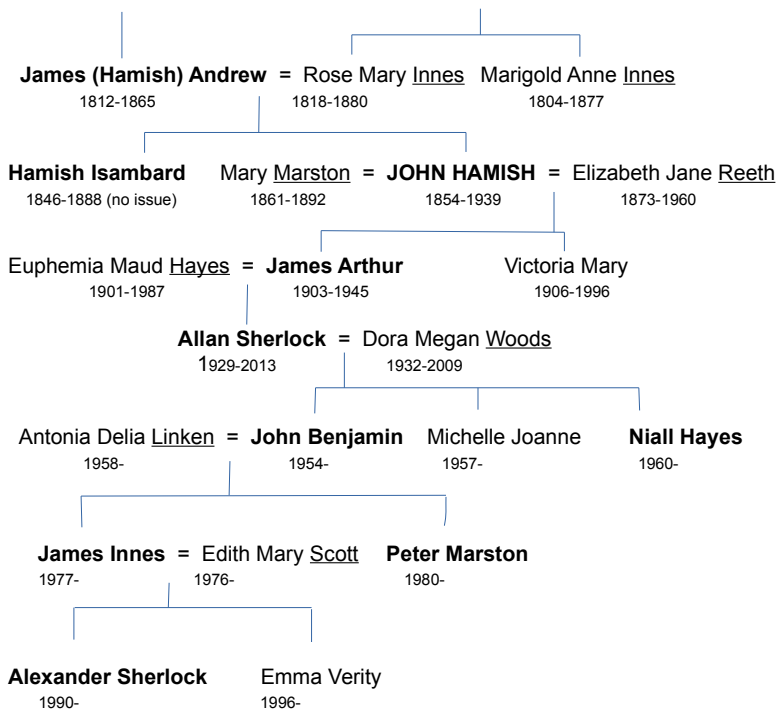 James (Hamish) Andrew = Rose Mary Innes Marigold Anne Innes
1812-1865 1818-1880 1804-1877
Hamish Isambard Mary Marston = JOHN HAMISH = Elizabeth Jane Reeth
1846-1888 (no issue) 1861-1892 1854-1939 1873-1960
Euphemia Maud Hayes = James Arthur Victoria Mary
1901-1987 1903-1945 1906-1996
Allan Sherlock = Dora Megan Woods
1929-2013 1932-2009
Antonia Delia Linken = John Benjamin Michelle Joanne Niall Hayes
1958- 1954- 1957- 1960-
James Innes = Edith Mary Scott Peter Marston
1977- 1976- 1980-
Alexander Sherlock Emma Verity
1990- 1996-